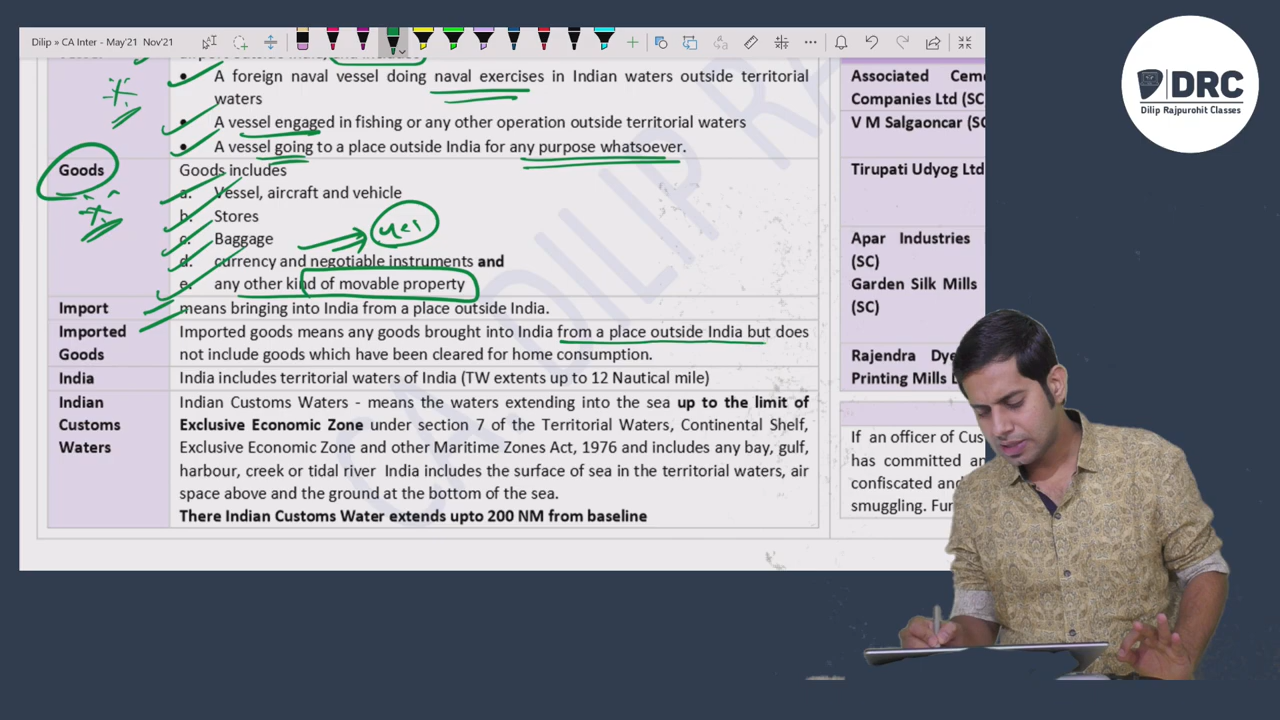 Dilip » CA Inter - May'21 Nov'21
• A foreign naval vessel doing naval exercises in Indian waters outside territorial
waters
• A vessel engaged in fishing or any other operation outside territorial waters
• A vessel going to a place outside India for any purpose whatsoever.
Goods
Goods includes
a. Vessel, aircraft and vehicle
b. Stores
c. Baggage
yes
d. currency and negotiable instruments and
e. any other kind of movable property
Import
means bringing into India from a place outside India.
Imported
Goods
Imported goods means any goods brought into India from a place outside India but does
not include goods which have been cleared for home consumption.
India
India includes territorial waters of India (TW extents up to 12 Nautical mile)
Indian
Customs
Waters
Indian Customs Waters - means the waters extending into the sea up to the limit of
Exclusive Economic Zone under section 7 of the Territorial Waters, Continental Shelf,
Exclusive Economic Zone and other Maritime Zones Act, 1976 and includes any bay, gulf,
harbour, creek or tidal river India includes the surface of sea in the territorial waters, air
space above and the ground at the bottom of the sea.
There Indian Customs Water extends upto 200 NM from baseline
Associated
Companies Ltd (SC
V M Salgaoncar (SC
Tirupati Udyog Ltd
Apar Industries
(SC)
Garden Silk Mills
(SC)
Rajendra
Printing Mills
If an officer of
has committed
confiscated
smuggling.
DRC
Dilip Rajpurohit Classes